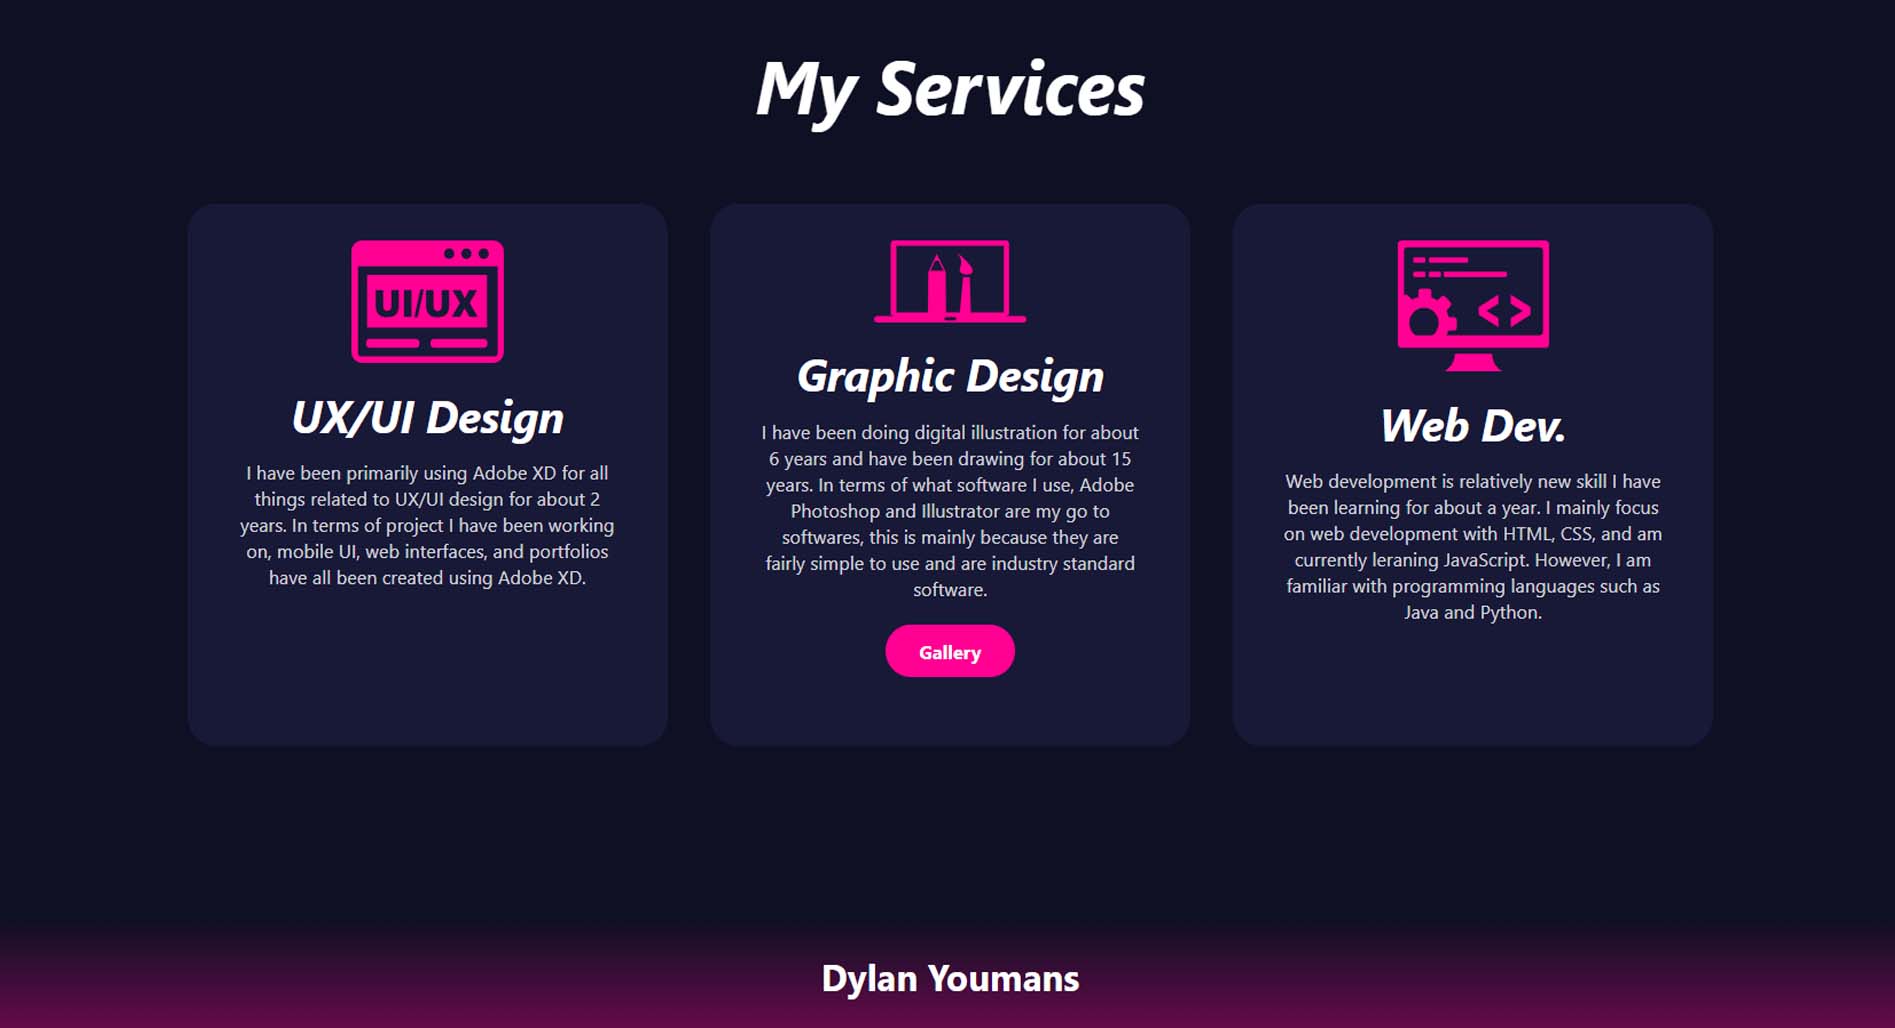 My Services
UI/UX
UX/UI Design
I have been primarily using Adobe XD for all
things related to UX/UI design for about 2
years. In terms of project I have been working
on, mobile UI, web interfaces, and portfolios
have all been created using Adobe XD.
Graphic Design
I have been doing digital illustration for about
6 years and have been drawing for about 15
years. In terms of what software I use, Adobe
Photoshop and Illustrator are my go to
softwares, this is mainly because they are
fairly simple to use and are industry standard
software.
Gallery
< >
Web Dev.
Web development is relatively new skill I have
been learning for about a year. I mainly focus
on web development with HTML, CSS, and am
currently leraning JavaScript. However, I am
familiar with programming languages such as
Java and Python.
Dylan Youmans